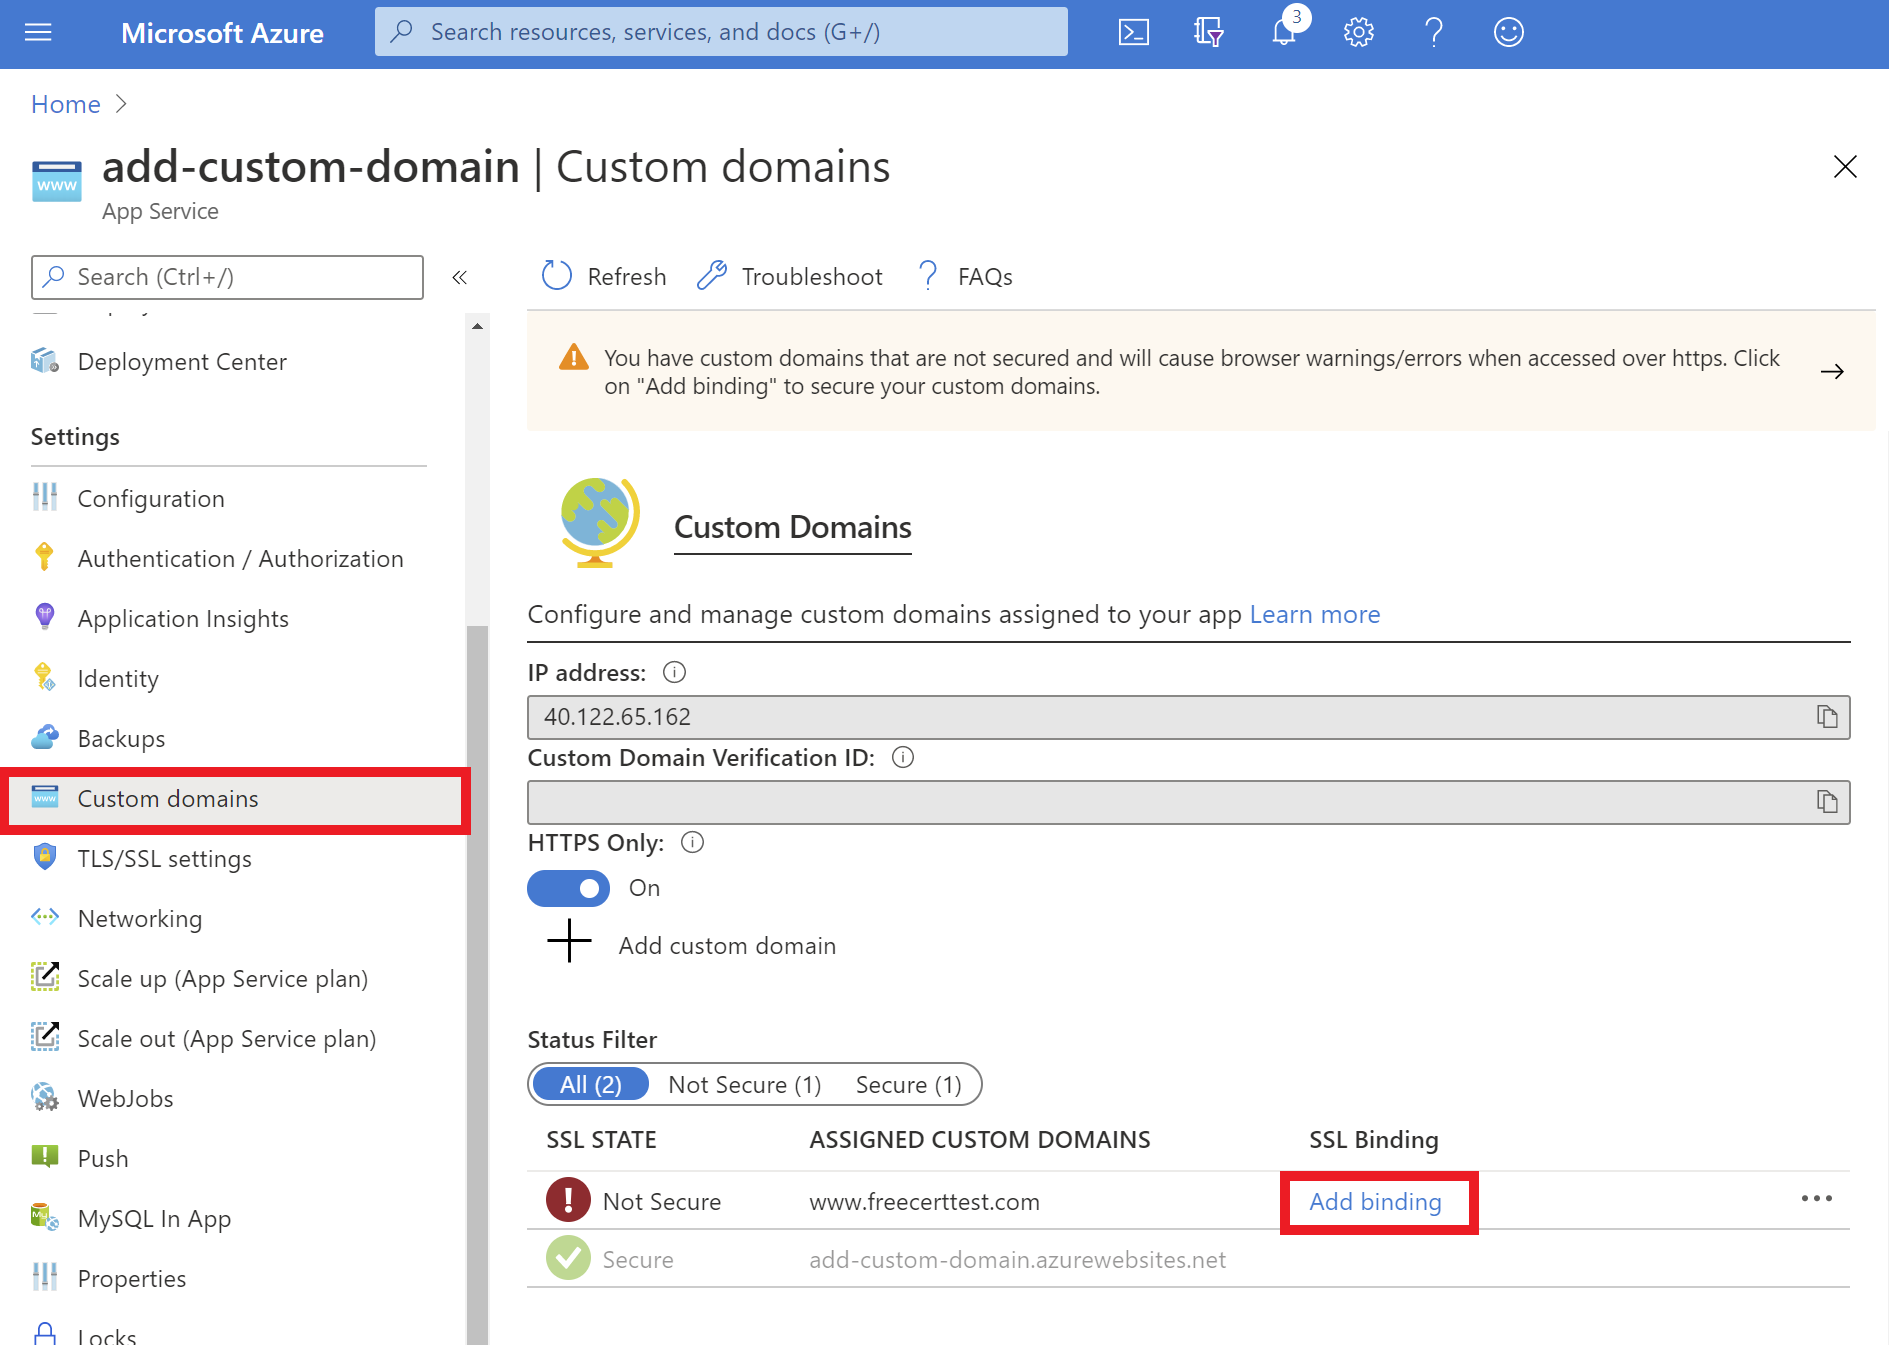 Microsoft Azure
Search resources, services, and docs (G+/)
3
Home
add-custom-domain | Custom domains
App Service
Search (Ctrl+/)
«
Refresh
Troubleshoot
FAQs
You have custom domains that are not secured and will cause browser warnings/errors when accessed over https. Click
on "Add binding" to secure your custom domains.
Deployment Center
Settings
Configuration
Authentication / Authorization
Application Insights
Identity
Backups
Custom domains
TLS/SSL settings
Networking
Scale up (App Service plan)
Scale out (App Service plan)
WebJobs
Push
MySQL In App
Properties
Locks
Custom Domains
Configure and manage custom domains assigned to your app Learn more
IP address:
40.122.65.162
Custom Domain Verification ID:
HTTPS Only:
On
Add custom domain
Status Filter
All (2) Not Secure (1) Secure (1)
SSL STATE ASSIGNED CUSTOM DOMAINS SSL Binding
Not Secure www.freecerttest.com Add binding
Secure add-custom-domain.azurewebsites.net